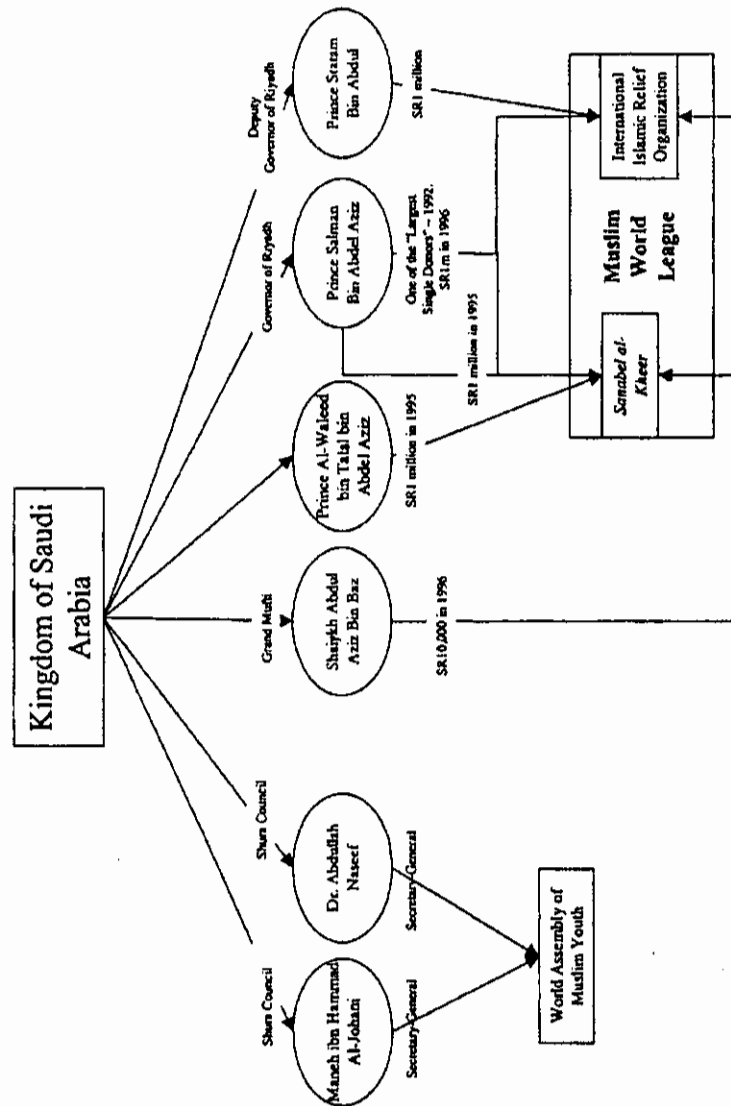 Kingdom of Saudi
Arabia
Shura Council
Shura Council
Grand Mufti
Governor of Riyadh
Deputy
Governor of Riyadh
Maneh ibn Hammad
Al-Johani
Dr. Abdullah
Naseef
Shaiykh Abdul
Aziz Bin Baz
Prince Al-Waleed
bin Talal bin
Abdel Aziz
Prince Salman
Bin Abdel Aziz
Prince Sratam
Bin Abdul
Secretary-General
Secretary-General
SR10,000 in 1996
SR1 million in 1995
One of the "Largest
Single Donors" – 1992.
SR1m in 1996
SR1 million
SR1 million in 1995
World Assembly of
Muslim Youth
Sanabel al-
Kheer
Muslim
World
League
International
Islamic Relief
Organization